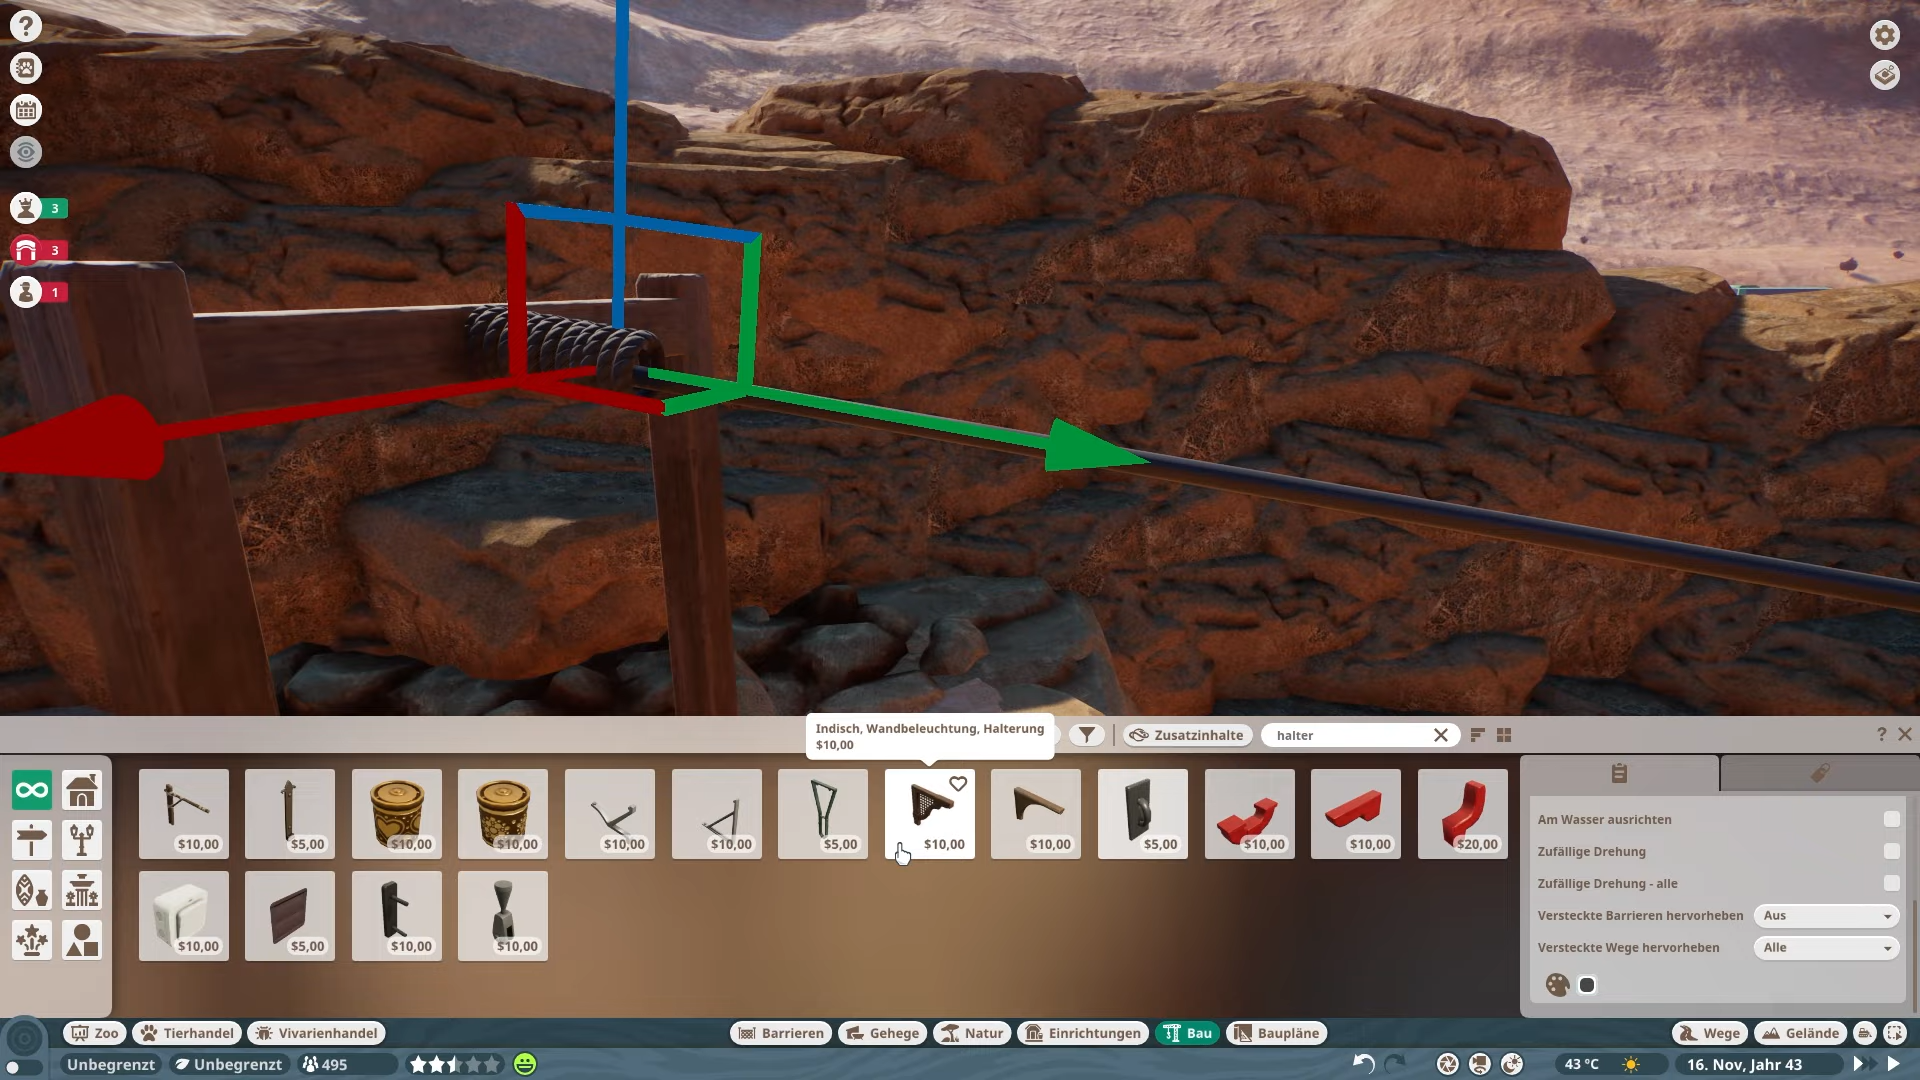 ?
3
3
1
Indisch, Wandbeleuchtung, Halterung
$10,00
Zusatzinhalte
halter
?
$10,00
$5,00
$10,00
$10,00
$10,00
$10,00
$5,00
$10,00
$10,00
$5,00
$10,00
$10,00
$20,00
$10,00
$5,00
$10,00
$10,00
Am Wasser ausrichten
Zufällige Drehung
Zufällige Drehung - alle
Versteckte Barrieren hervorheben
Aus
Versteckte Wege hervorheben
Alle
Zoo
Tierhandel
Vivarienhandel
Barrieren
Gehege
Natur
Einrichtungen
Bau
Baupläne
Wege
Gelände
Unbegrenzt
Unbegrenzt
495
43 °C
16. Nov, Jahr 43